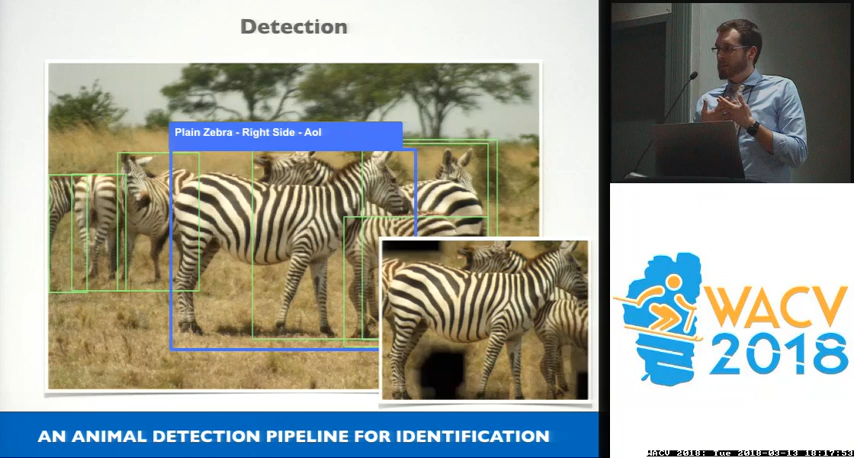 Detection
Plain Zebra - Right Side - AoI
AN ANIMAL DETECTION PIPELINE FOR IDENTIFICATION
WACV
2018
WACV 2018: Tue 2018-03-13 18:17:53